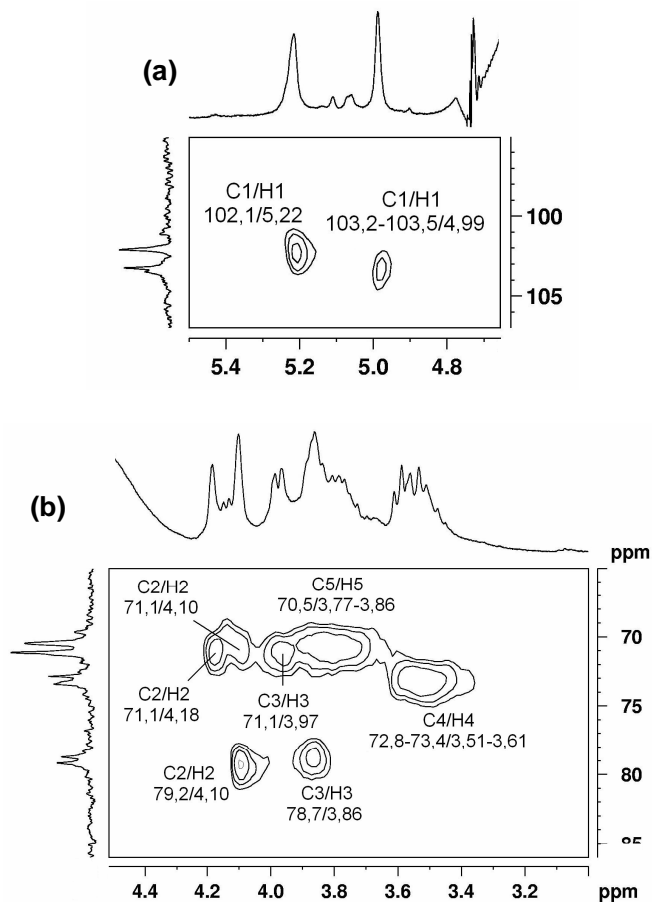 (a)
C1/H1
102,1/5,22
C1/H1
103,2-103,5/4,99
100
105
5.4 5.2 5.0 4.8
(b)
ppm
C2/H2
71,1/4,10
C5/H5
70,5/3,77-3,86
C2/H2
71,1/4,18
C3/H3
71,1/3,97
C4/H4
72,8-73,4/3,51-3,61
C2/H2
79,2/4,10
C3/H3
78,7/3,86
70
75
80
85
4.4 4.2 4.0 3.8 3.6 3.4 3.2 ppm